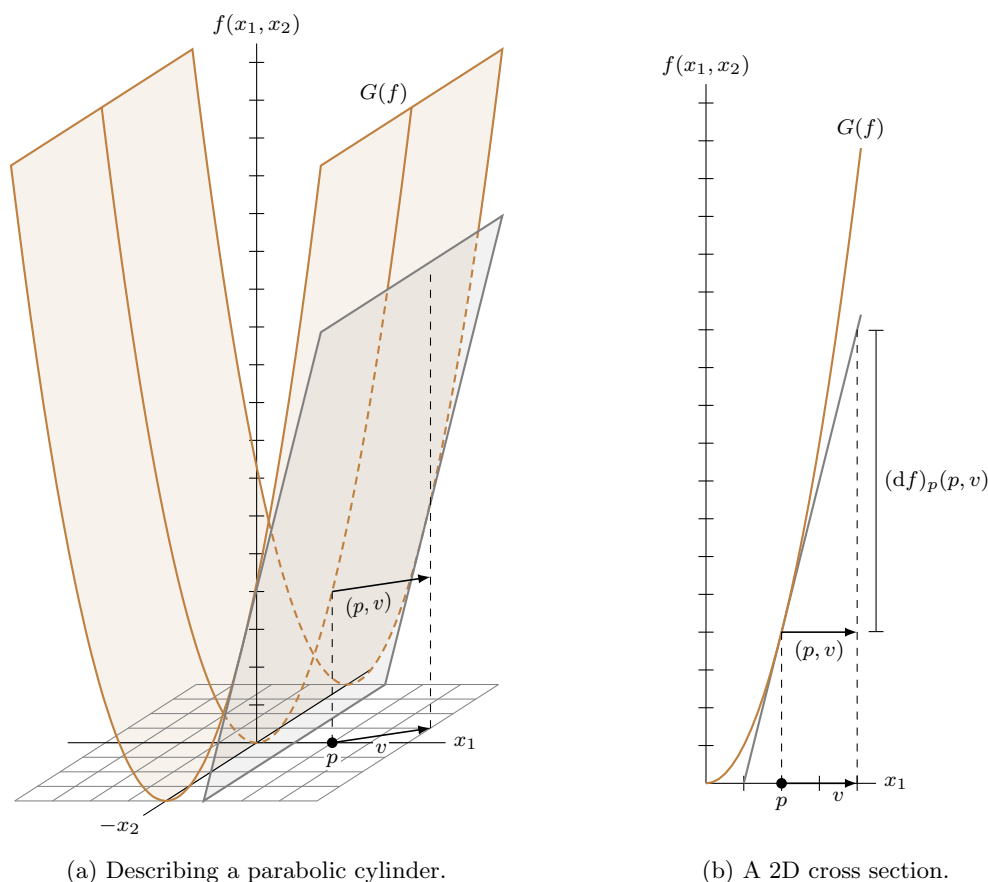 f(x₁, x₂)
G(f)
(p, v)
x₁
p
v
−x₂
(a) Describing a parabolic cylinder.
f(x₁, x₂)
G(f)
(df)ₚ(p, v)
(p, v)
x₁
p
v
(b) A 2D cross section.